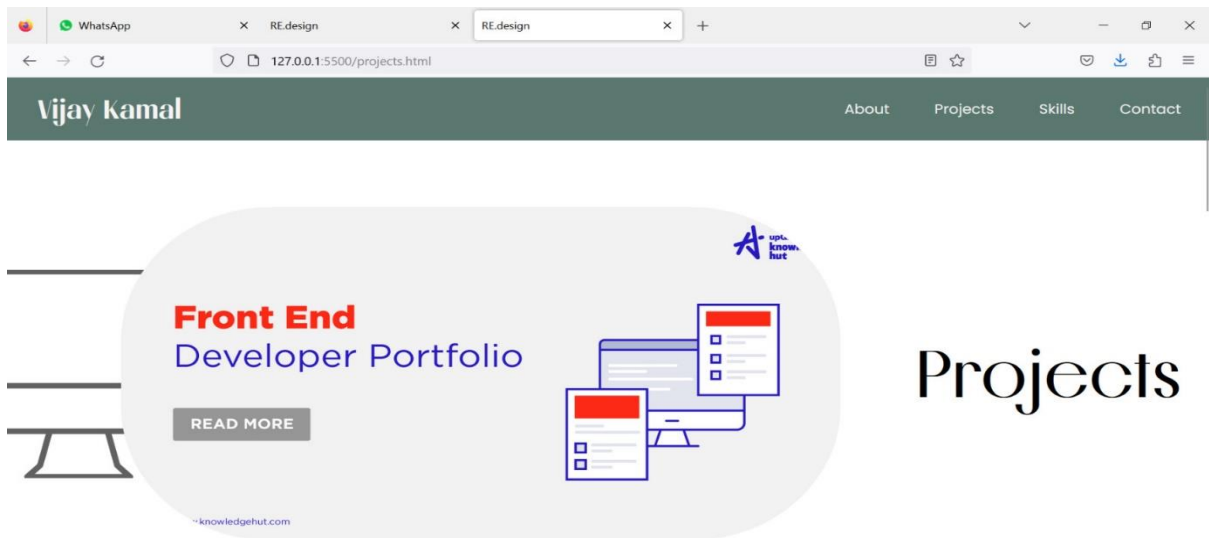 WhatsApp
RE.design
RE.design
127.0.0.1:5500/projects.html
Vijay Kamal
About
Projects
Skills
Contact
hut
Front End
Developer Portfolio
READ MORE
Projects
knowledgehut.com